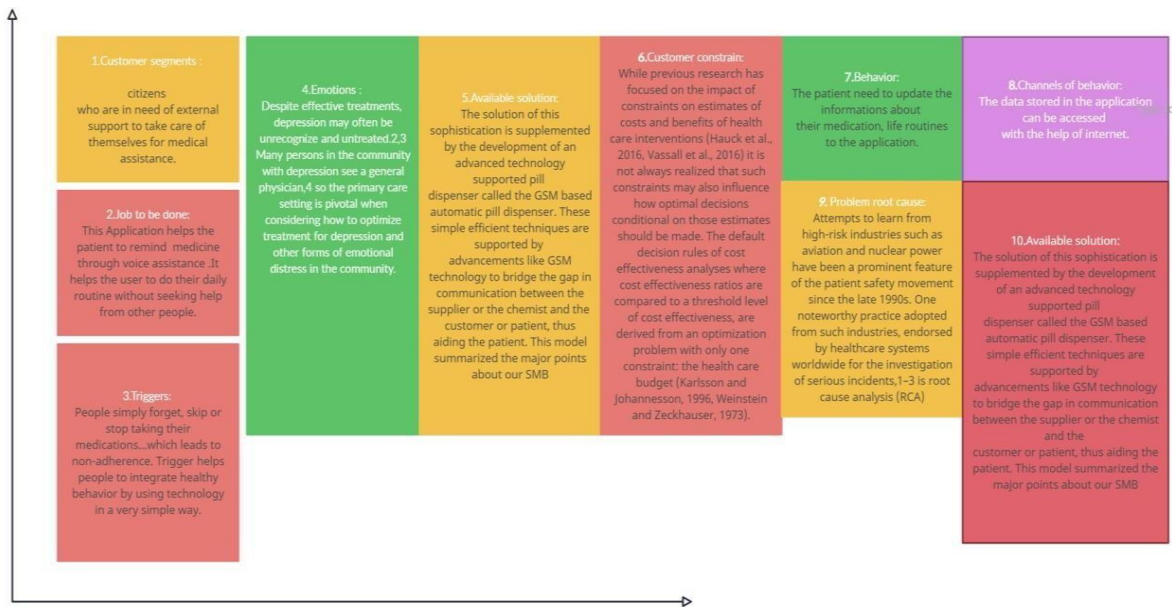 1.Customer segments :
citizens
who are in need of external
support to take care of
themselves for medical
assistance.
2.Job to be done:
This Application helps the
patient to remind medicine
through voice assistance .It
helps the user to do their daily
routine without seeking help
from other people.
3.Triggers:
People simply forget, skip or
stop taking their
medications...which leads to
non-adherence. Trigger helps
people to integrate healthy
behavior by using technology
in a very simple way.
4.Emotions :
Despite effective treatments,
depression may often be
unrecognize and untreated.2,3
Many persons in the community
with depression see a general
physician,4 so the primary care
setting is pivotal when
considering how to optimize
treatment for depression and
other forms of emotional
distress in the community.
5.Available solution:
The solution of this
sophistication is supplemented
by the development of an
advanced technology
supported pill
dispenser called the GSM based
automatic pill dispenser. These
simple efficient techniques are
supported by
advancements like GSM
technology to bridge the gap in
communication between the
supplier or the chemist and the
customer or patient, thus
aiding the patient. This model
summarized the major points
about our SMB
6.Customer constrain:
While previous research has
focused on the impact of
constraints on estimates of
costs and benefits of health
care interventions (Hauck et al.,
2016, Vassall et al., 2016) it is
not always realized that such
constraints may also influence
how optimal decisions
conditional on those estimates
should be made. The default
decision rules of cost
effectiveness analyses where
cost effectiveness ratios are
compared to a threshold level
of cost effectiveness, are
derived from an optimization
problem with only one
constraint: the health care
budget (Karlsson and
Johannesson, 1996, Weinstein
and Zeckhauser, 1973).
7.Behavior:
The patient need to update the
informations about
their medication, life routines
to the application.
8.Channels of behavior:
The data stored in the application
can be accessed
with the help of internet.
9. Problem root cause:
Attempts to learn from
high-risk industries such as
aviation and nuclear power
have been a prominent feature
of the patient safety movement
since the late 1990s. One
noteworthy practice adopted
from such industries, endorsed
by healthcare systems
worldwide for the investigation
of serious incidents,1–3 is root
cause analysis (RCA)
10.Available solution:
The solution of this sophistication is
supplemented by the development
of an advanced technology
supported pill
dispenser called the GSM based
automatic pill dispenser. These
simple efficient techniques are
supported by
advancements like GSM technology
to bridge the gap in communication
between the supplier or the chemist
and the
customer or patient, thus aiding the
patient. This model summarized the
major points about our SMB